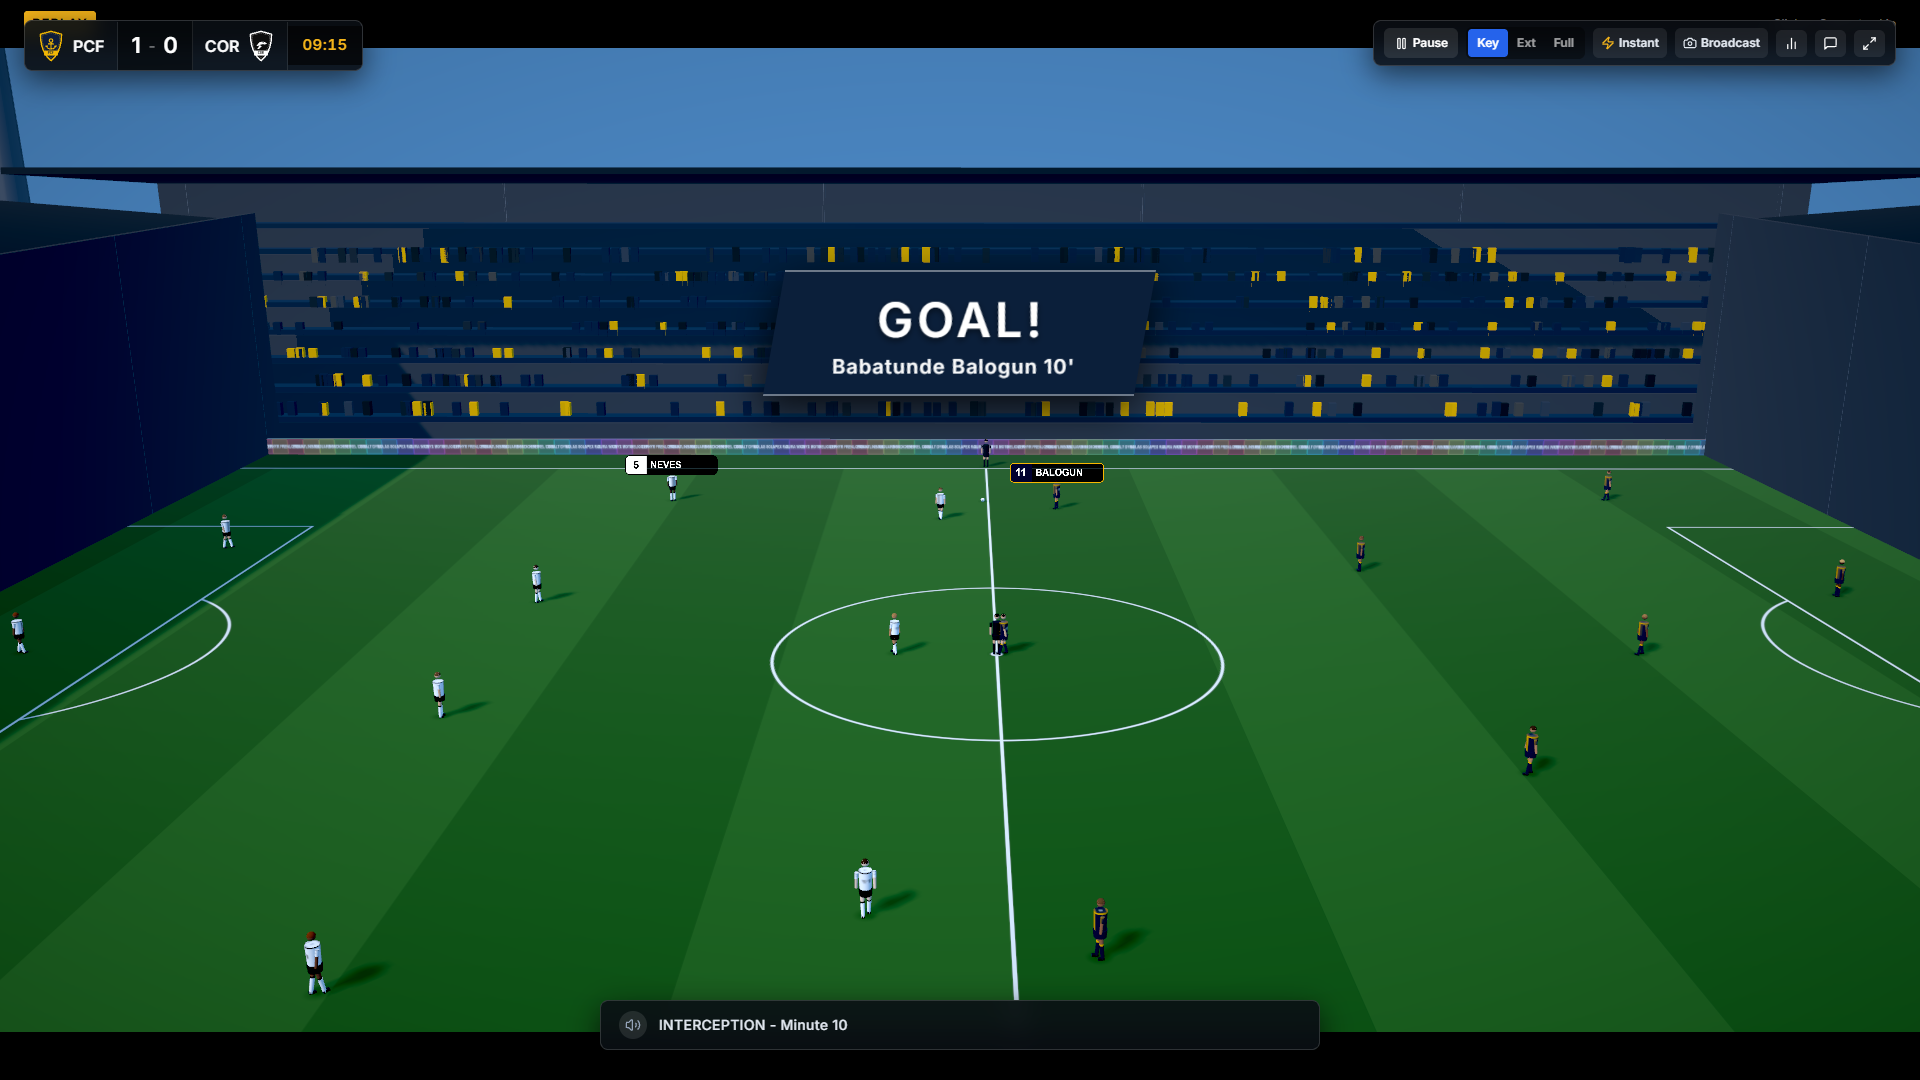 PCF 1 - 0 COR 09:15
Pause Key Ext Full Instant Broadcast
GOAL!
Babatunde Balogun 10'
5 NEVES
11 BALOGUN
INTERCEPTION - Minute 10